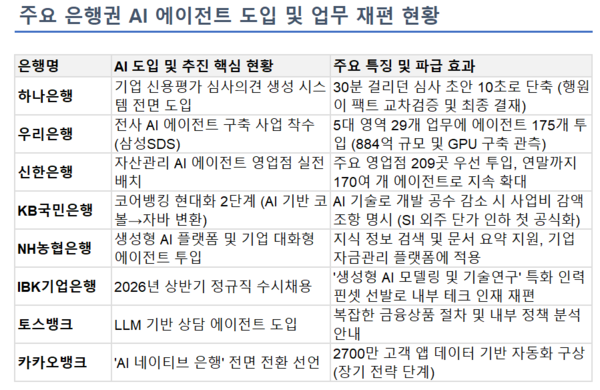 주요 은행권 AI 에이전트 도입 및 업무 재편 현황
은행명
AI 도입 및 추진 핵심 현황
주요 특징 및 파급 효과
하나은행
기업 신용평가 심사의견 생성 시스
템 전면 도입
30분 걸리던 심사 초안 10초로 단축 (행원
이 팩트 교차검증 및 최종 결재)
우리은행
전사 AI 에이전트 구축 사업 착수
(삼성SDS)
5대 영역 29개 업무에 에이전트 175개 투
입 (884억 규모 및 GPU 구축 관측)
신한은행
자산관리 AI 에이전트 영업점 실전
배치
주요 영업점 209곳 우선 투입, 연말까지
170여 개 에이전트로 지속 확대
KB국민은행
코어뱅킹 현대화 2단계 (AI 기반 코
볼→자바 변환)
AI 기술로 개발 공수 감소 시 사업비 감액
조항 명시 (SI 외주 단가 인하 첫 공식화)
NH농협은행
생성형 AI 플랫폼 및 기업 대화형
에이전트 투입
지식 정보 검색 및 문서 요약 지원, 기업
자금관리 플랫폼에 적용
IBK기업은행
2026년 상반기 정규직 수시채용
'생성형 AI 모델링 및 기술연구' 특화 인력
핀셋 선발로 내부 테크 인재 재편
토스뱅크
LLM 기반 상담 에이전트 도입
복잡한 금융상품 절차 및 내부 정책 분석
안내
카카오뱅크
'AI 네이티브 은행' 전면 전환 선언
2700만 고객 앱 데이터 기반 자동화 구상
(장기 전략 단계)